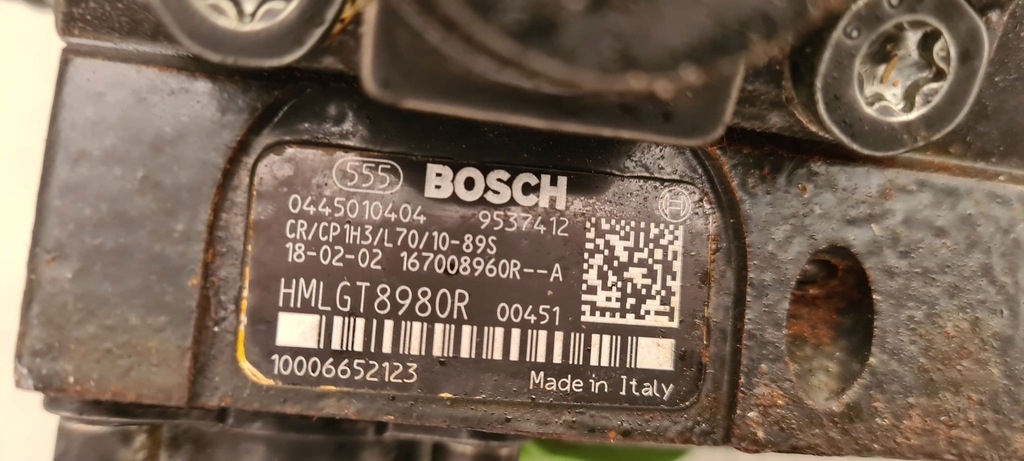 555 BOSCH
0445010404 9537412
CR/CP1H3/L70/10-89S
18-02-02 167008960R--A
HMLGT8980R 00451
10006652123
Made in Italy